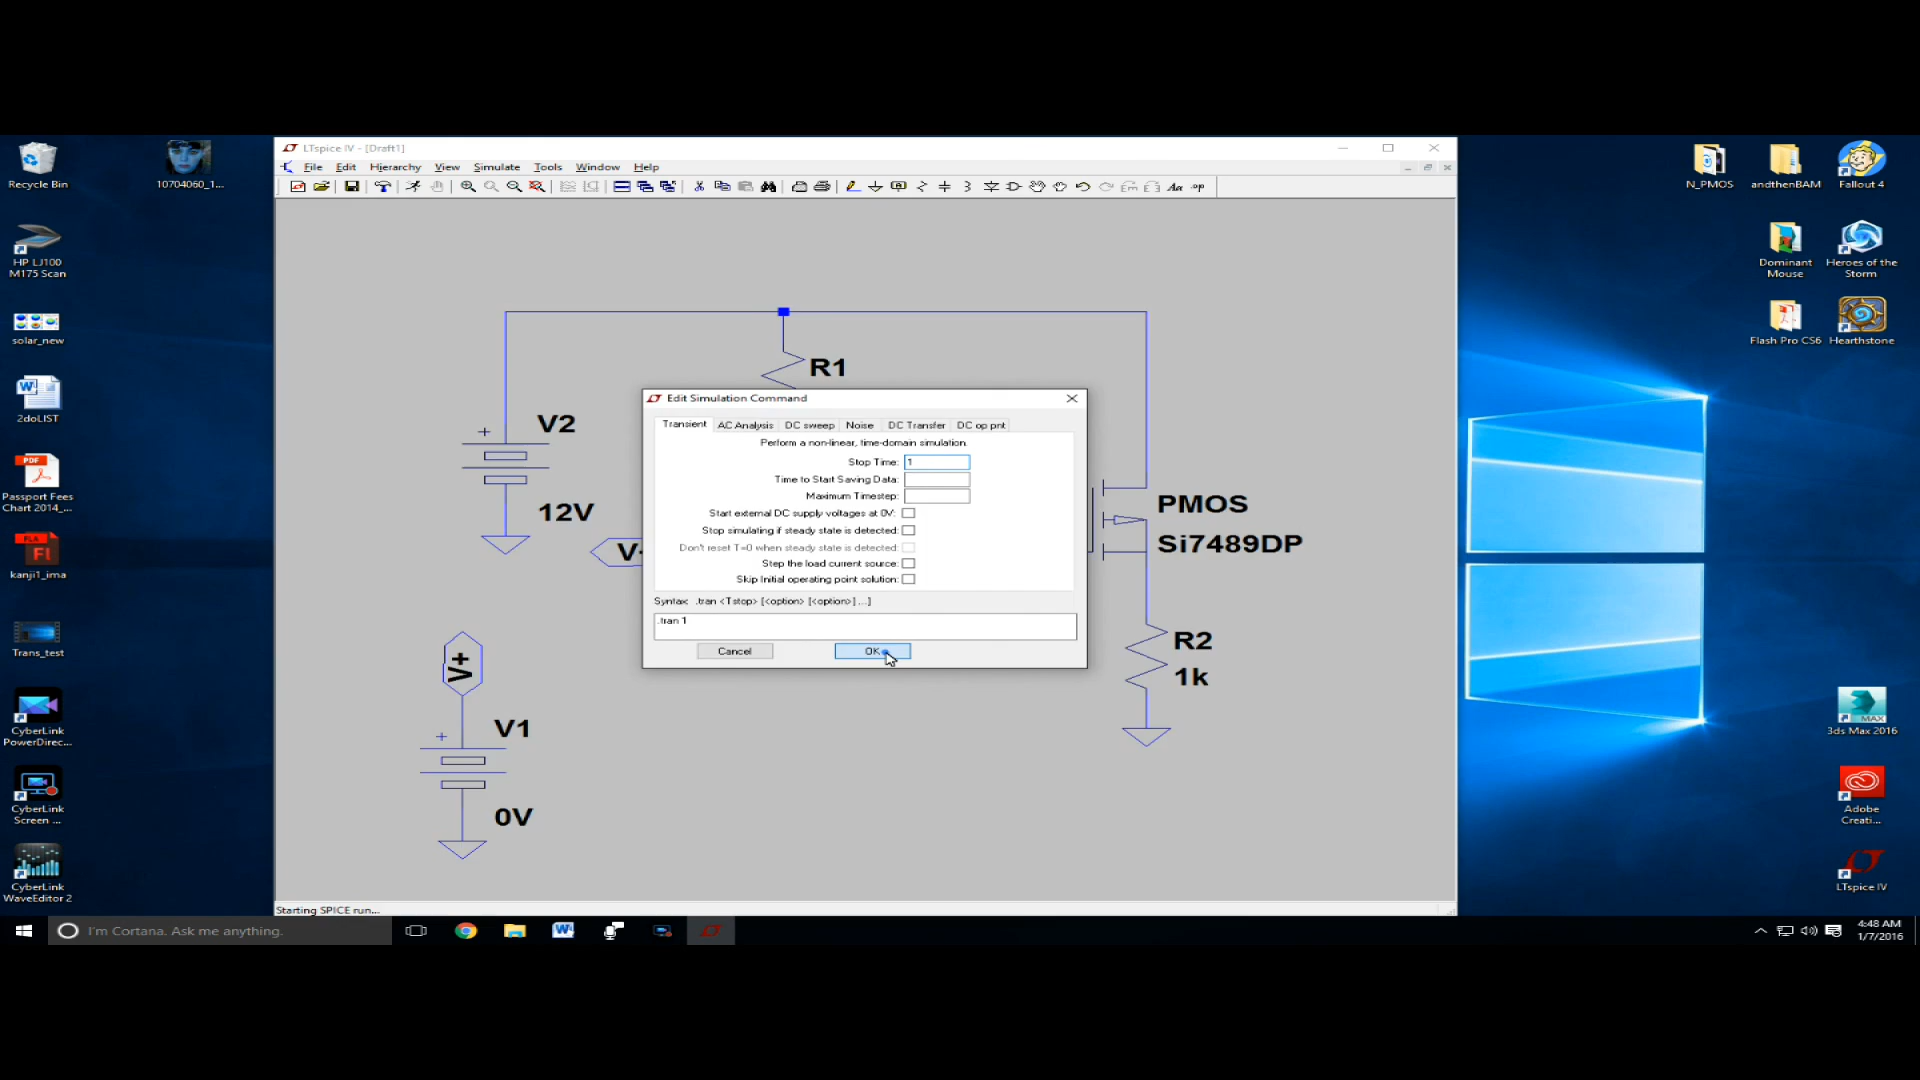 Recycle Bin
10704060_1...
HP LJ100
M175 Scan
solar_new
2doLIST
PDF
Passport Fees
Chart 2014_...
FLA
Fl
kanji1_ima
Trans_test
CyberLink
PowerDirec...
CyberLink
Screen ...
CyberLink
WaveEditor 2
LTspice IV - [Draft1]
File Edit Hierarchy View Simulate Tools Window Help
Aa .op
R1
V2
+
12V
V+
V1
+
0V
PMOS
Si7489DP
R2
1k
Edit Simulation Command
Transient AC Analysis DC sweep Noise DC Transfer DC op pnt
Perform a non-linear, time-domain simulation.
Stop Time: 1
Time to Start Saving Data:
Maximum Timestep:
Start external DC supply voltages at 0V:
Stop simulating if steady state is detected:
Don't reset T=0 when steady state is detected:
Step the load current source:
Skip Initial operating point solution:
Syntax: .tran <Tstop> [<option> [<option>] ...]
.tran 1
Cancel OK
Starting SPICE run...
N_PMOS
andthenBAM
Fallout 4
Dominant
Mouse
Heroes of the
Storm
Flash Pro CS6
Hearthstone
MAX
3ds Max 2016
Adobe
Creati...
LTspice IV
I'm Cortana. Ask me anything.
4:48 AM
1/7/2016